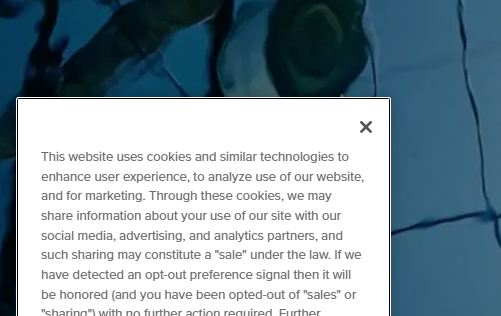 This website uses cookies and similar technologies to
enhance user experience, to analyze use of our website,
and for marketing. Through these cookies, we may
share information about your use of our site with our
social media, advertising, and analytics partners, and
such sharing may constitute a "sale" under the law. If we
have detected an opt-out preference signal then it will
be honored (and you have been opted-out of "sales" or
"sharing") with no further action required. Further